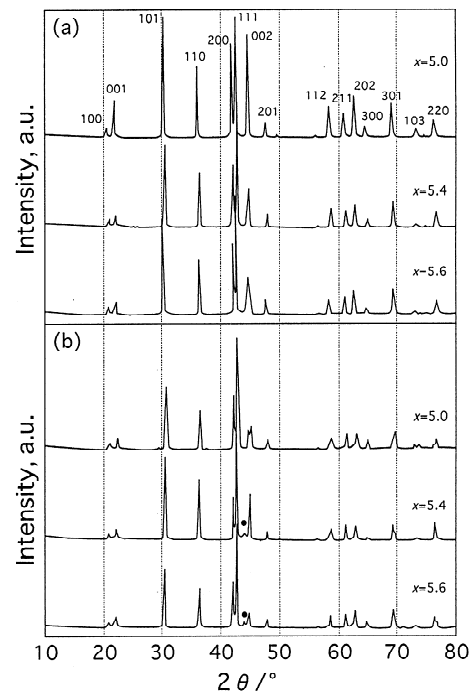 (a)
101
111
200
002
x=5.0
110
001
100
202
112 211
301
220
300
103
201
x=5.4
x=5.6
Intensity, a.u.
(b)
x=5.0
x=5.4
x=5.6
Intensity, a.u.
10 20 30 40 50 60 70 80
2 θ/°